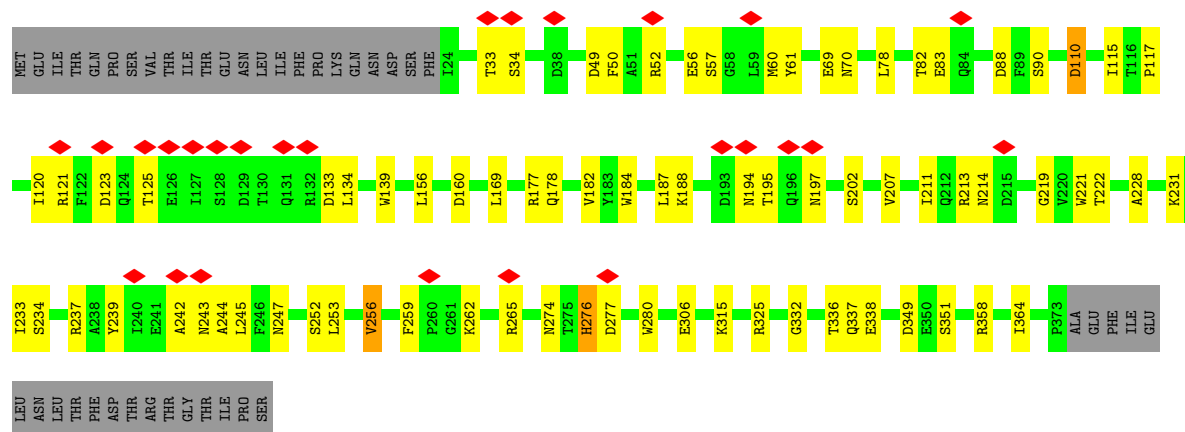 MET GLU ILE THR THR GLN PRO SER VAL THR ILE THR GLU ASN LEU ILE PHE PRO LYS GLN ASN ASP SER PHE I24 T33 S34 D38 D49 F50 A51 R52 E56 S57 G58 L59 M60 Y61 E69 N70 L78 T82 E83 Q84 D88 F89 S90 D110 I115 T116 P117
I120 R121 F122 D123 Q124 T125 E126 I127 S128 D129 T130 Q131 R132 D133 L134 W139 L156 D160 L169 R177 Q178 V182 Y183 W184 L187 K188 D193 N194 T195 Q196 N197 S202 V207 I211 Q212 R213 N214 D215 G219 V220 W221 T222 A228 K231
I233 S234 R237 A238 Y239 I240 E241 A242 N243 A244 L245 F246 N247 S252 L253 V256 F259 P260 G261 K262 R265 N274 T275 H276 D277 W280 E306 K315 R325 G332 T336 Q337 E338 D349 E350 S351 R358 I364 P373 ALA GLU PHE ILE GLU
LEU ASN LEU THR PHE ASP THR ARG THR GLY THR ILE PRO SER